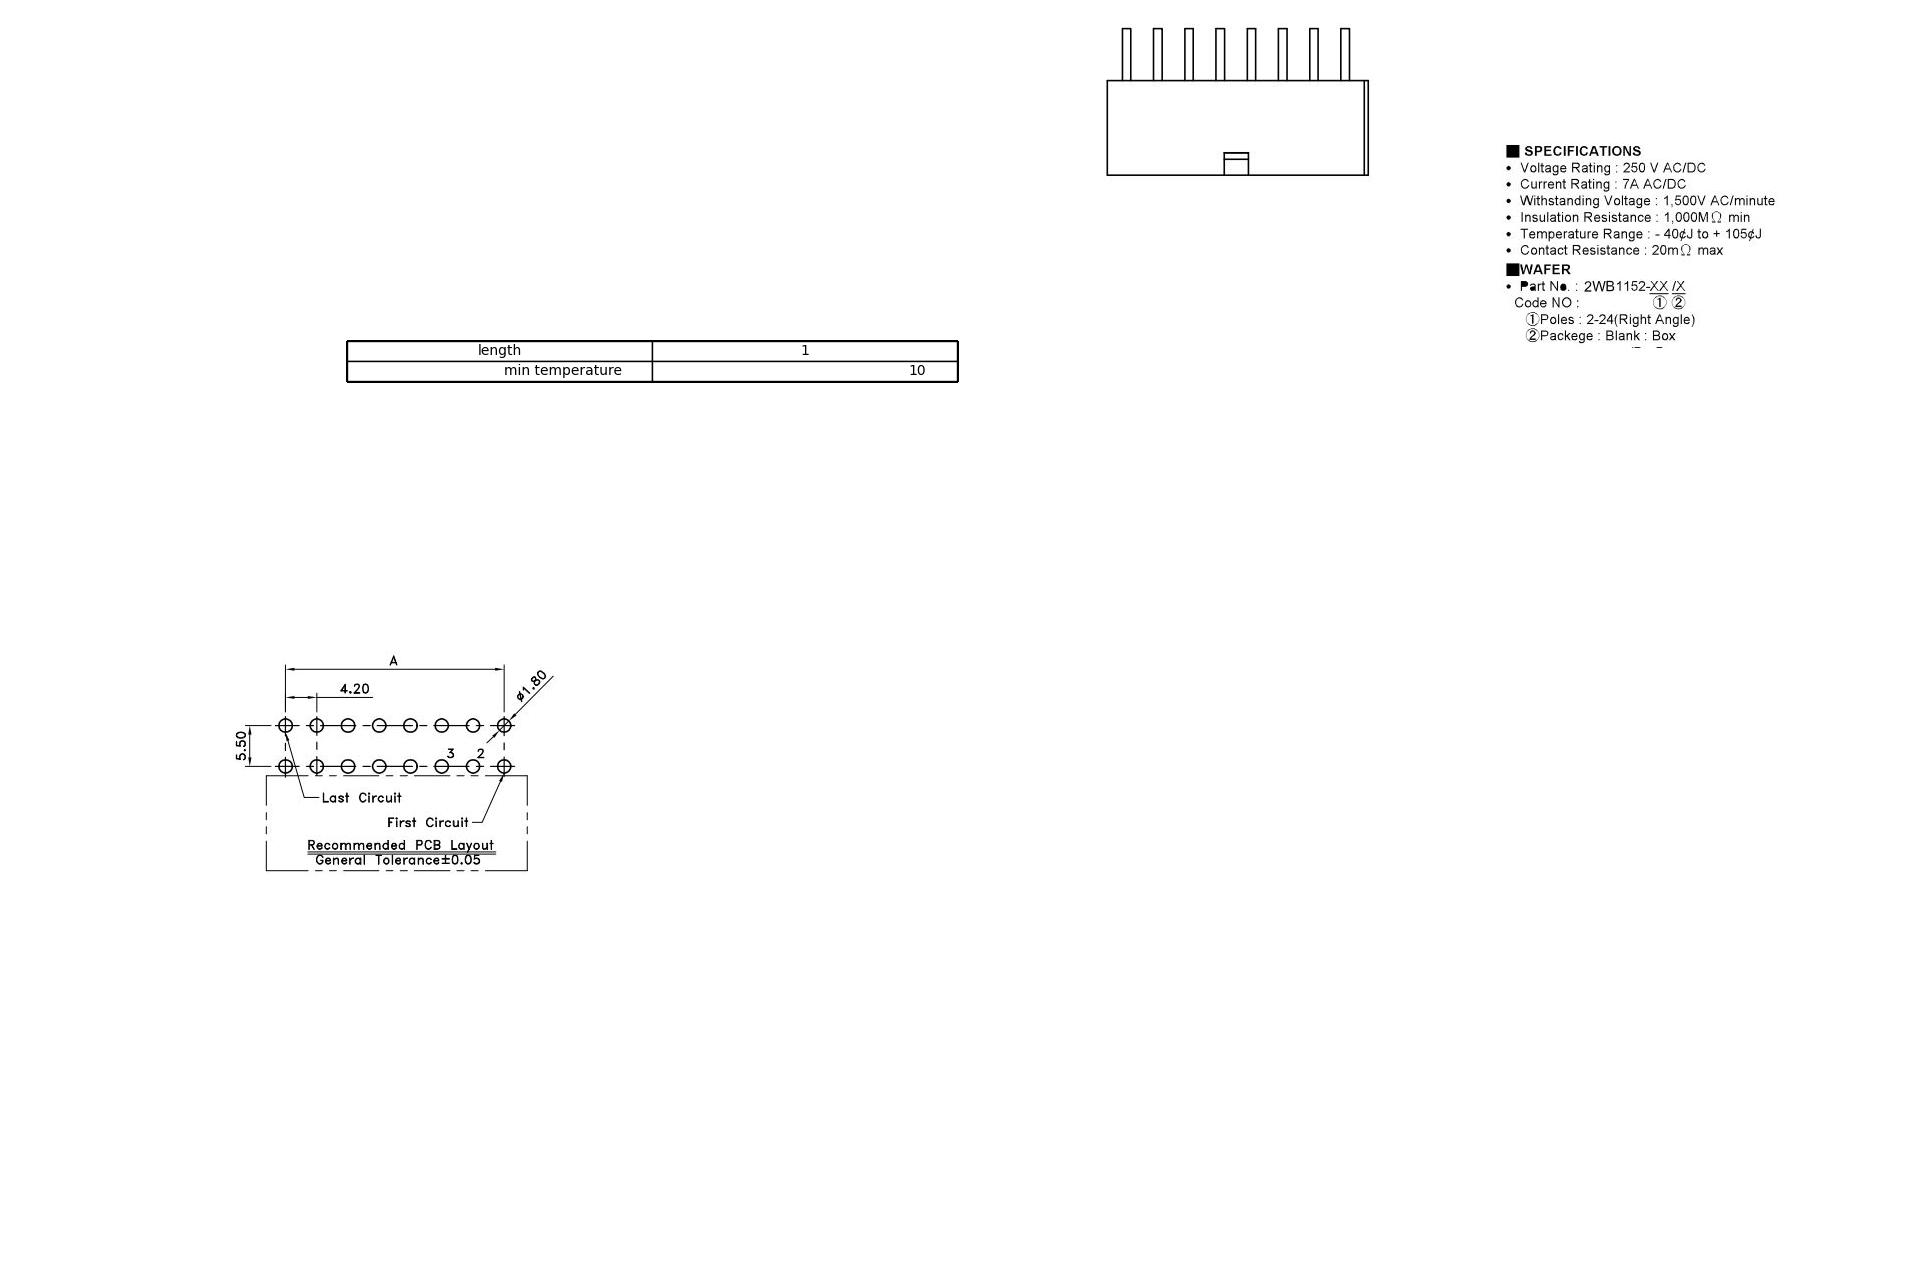 ■ SPECIFICATIONS
• Voltage Rating : 250 V AC/DC
• Current Rating : 7A AC/DC
• Withstanding Voltage : 1,500V AC/minute
• Insulation Resistance : 1,000MΩ min
• Temperature Range : - 40¢J to + 105¢J
• Contact Resistance : 20mΩ max
■WAFER
• Part No. : 2WB1152-XX /X
Code NO : ① ②
①Poles : 2-24(Right Angle)
②Packege : Blank : Box
length 1
min temperature 10
A
4.20
ø1.80
5.50
3 2
Last Circuit
First Circuit
Recommended PCB Layout
General Tolerance±0.05